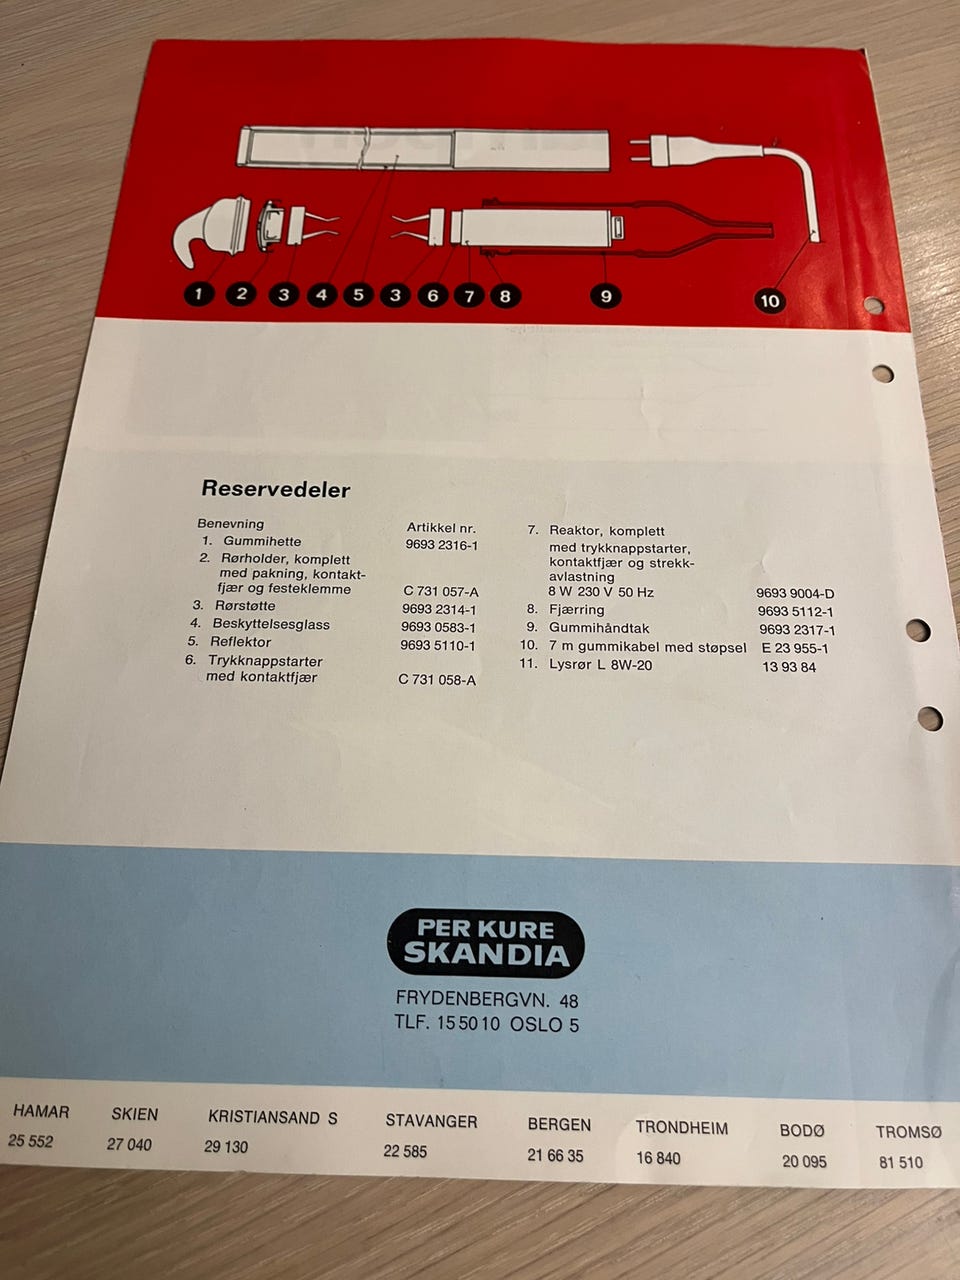 1 2 3 4 5 3 6 7 8 9 10
Reservedeler
Benevning Artikkel nr.
1. Gummihette 9693 2316-1
2. Rørholder, komplett
med pakning, kontakt-
fjær og festeklemme C 731 057-A
3. Rørstøtte 9693 2314-1
4. Beskyttelsesglass 9693 0583-1
5. Reflektor 9695 5110-1
6. Trykknappstarter
med kontaktfjær C 731 058-A
7. Reaktor, komplett
med trykknappstarter,
kontaktfjær og strekk-
avlastning
8 W 230 V 50 Hz 9693 9004-D
8. Fjærring 9695 5112-1
9. Gummihåndtak 9693 2317-1
10. 7 m gummikabel med støpsel E 23 955-1
11. Lysrør L 8W-20 13 93 84
PER KURE
SKANDIA
FRYDENBERGVN. 48
TLF. 15 50 10 OSLO 5
HAMAR SKIEN KRISTIANSAND S STAVANGER BERGEN TRONDHEIM BODØ TROMSØ
25 552 27 040 29 130 22 585 21 66 35 16 840 20 095 81 510